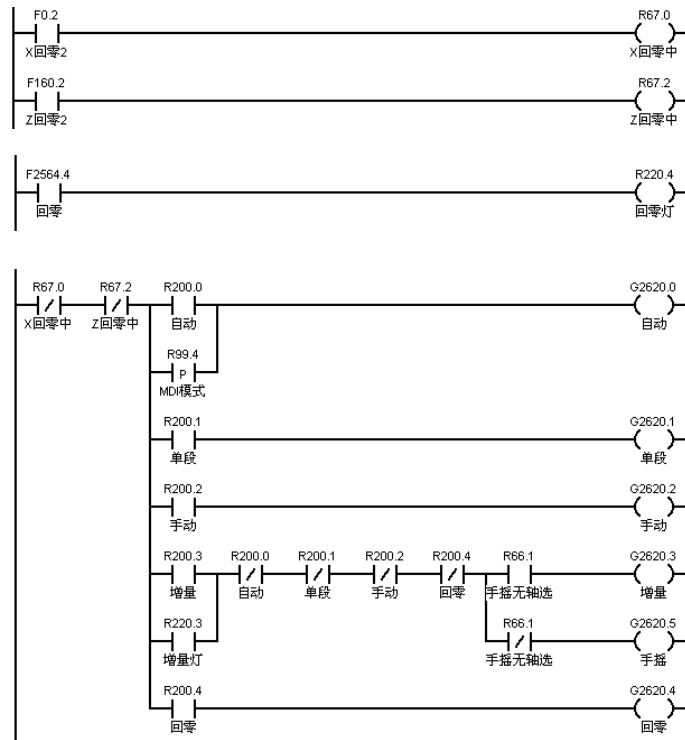 F0.2 R67.0
X回零2 X回零中
F160.2 R67.2
Z回零2 Z回零中
F2564.4 R220.4
回零 回零灯
R67.0 R67.2 R200.0 G2620.0
X回零中 Z回零中 自动 自动
R99.4
P
MDI模式
R200.1 G2620.1
单段 单段
R200.2 G2620.2
手动 手动
R200.3 R200.0 R200.1 R200.2 R200.4 R66.1 G2620.3
增量 自动 单段 手动 回零 手摇无轴选 增量
R220.3 R66.1 G2620.5
增量灯 手摇无轴选 手摇
R200.4 G2620.4
回零 回零